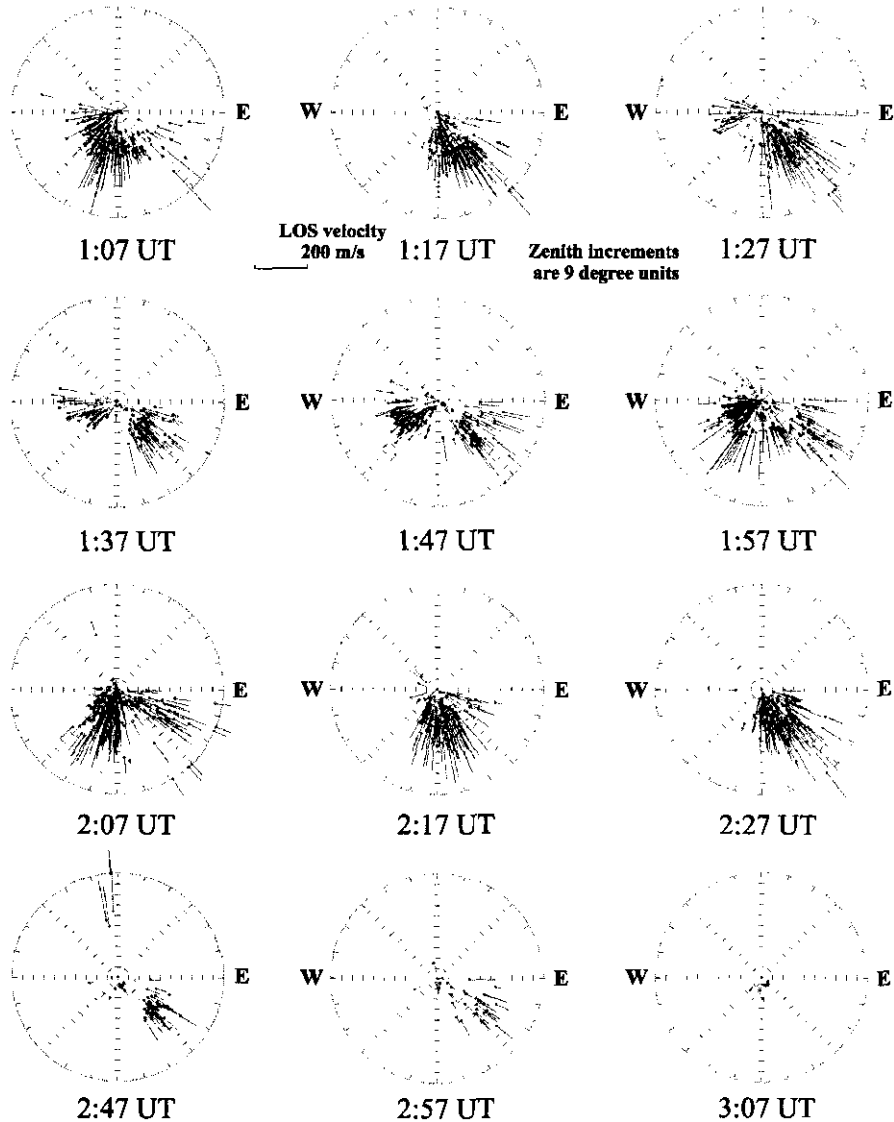 E
W
E
W
E
1:07 UT
1:17 UT
1:27 UT
LOS velocity
200 m/s
Zenith increments
are 9 degree units
E
W
E
W
E
1:37 UT
1:47 UT
1:57 UT
E
W
E
W
E
2:07 UT
2:17 UT
2:27 UT
E
W
E
W
E
2:47 UT
2:57 UT
3:07 UT